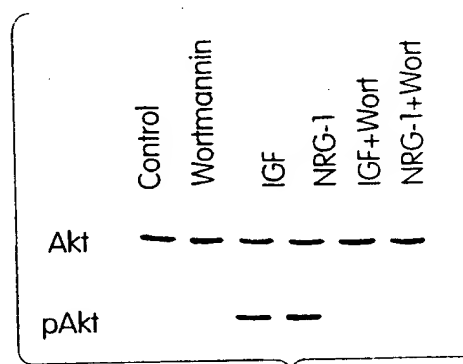 Control
Wortmannin
IGF
NRG-1
IGF+Wort
NRG-1+Wort
Akt
pAkt